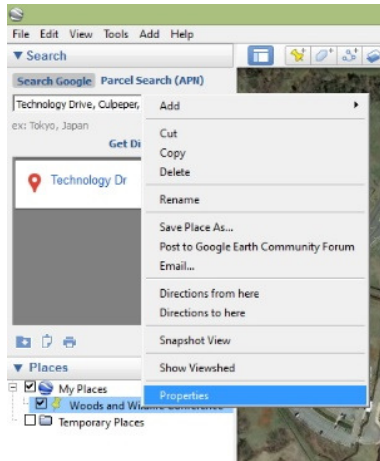 File Edit View Tools Add Help
Search
Search Google Parcel Search (APN)
Technology Drive, Culpeper,
ex: Tokyo, Japan
Get Di
Technology Dr
Add
Cut
Copy
Delete
Rename
Save Place As...
Post to Google Earth Community Forum
Email...
Directions from here
Directions to here
Snapshot View
Show Viewshed
Properties
Places
My Places
Woods and Wildlife Conference
Temporary Places